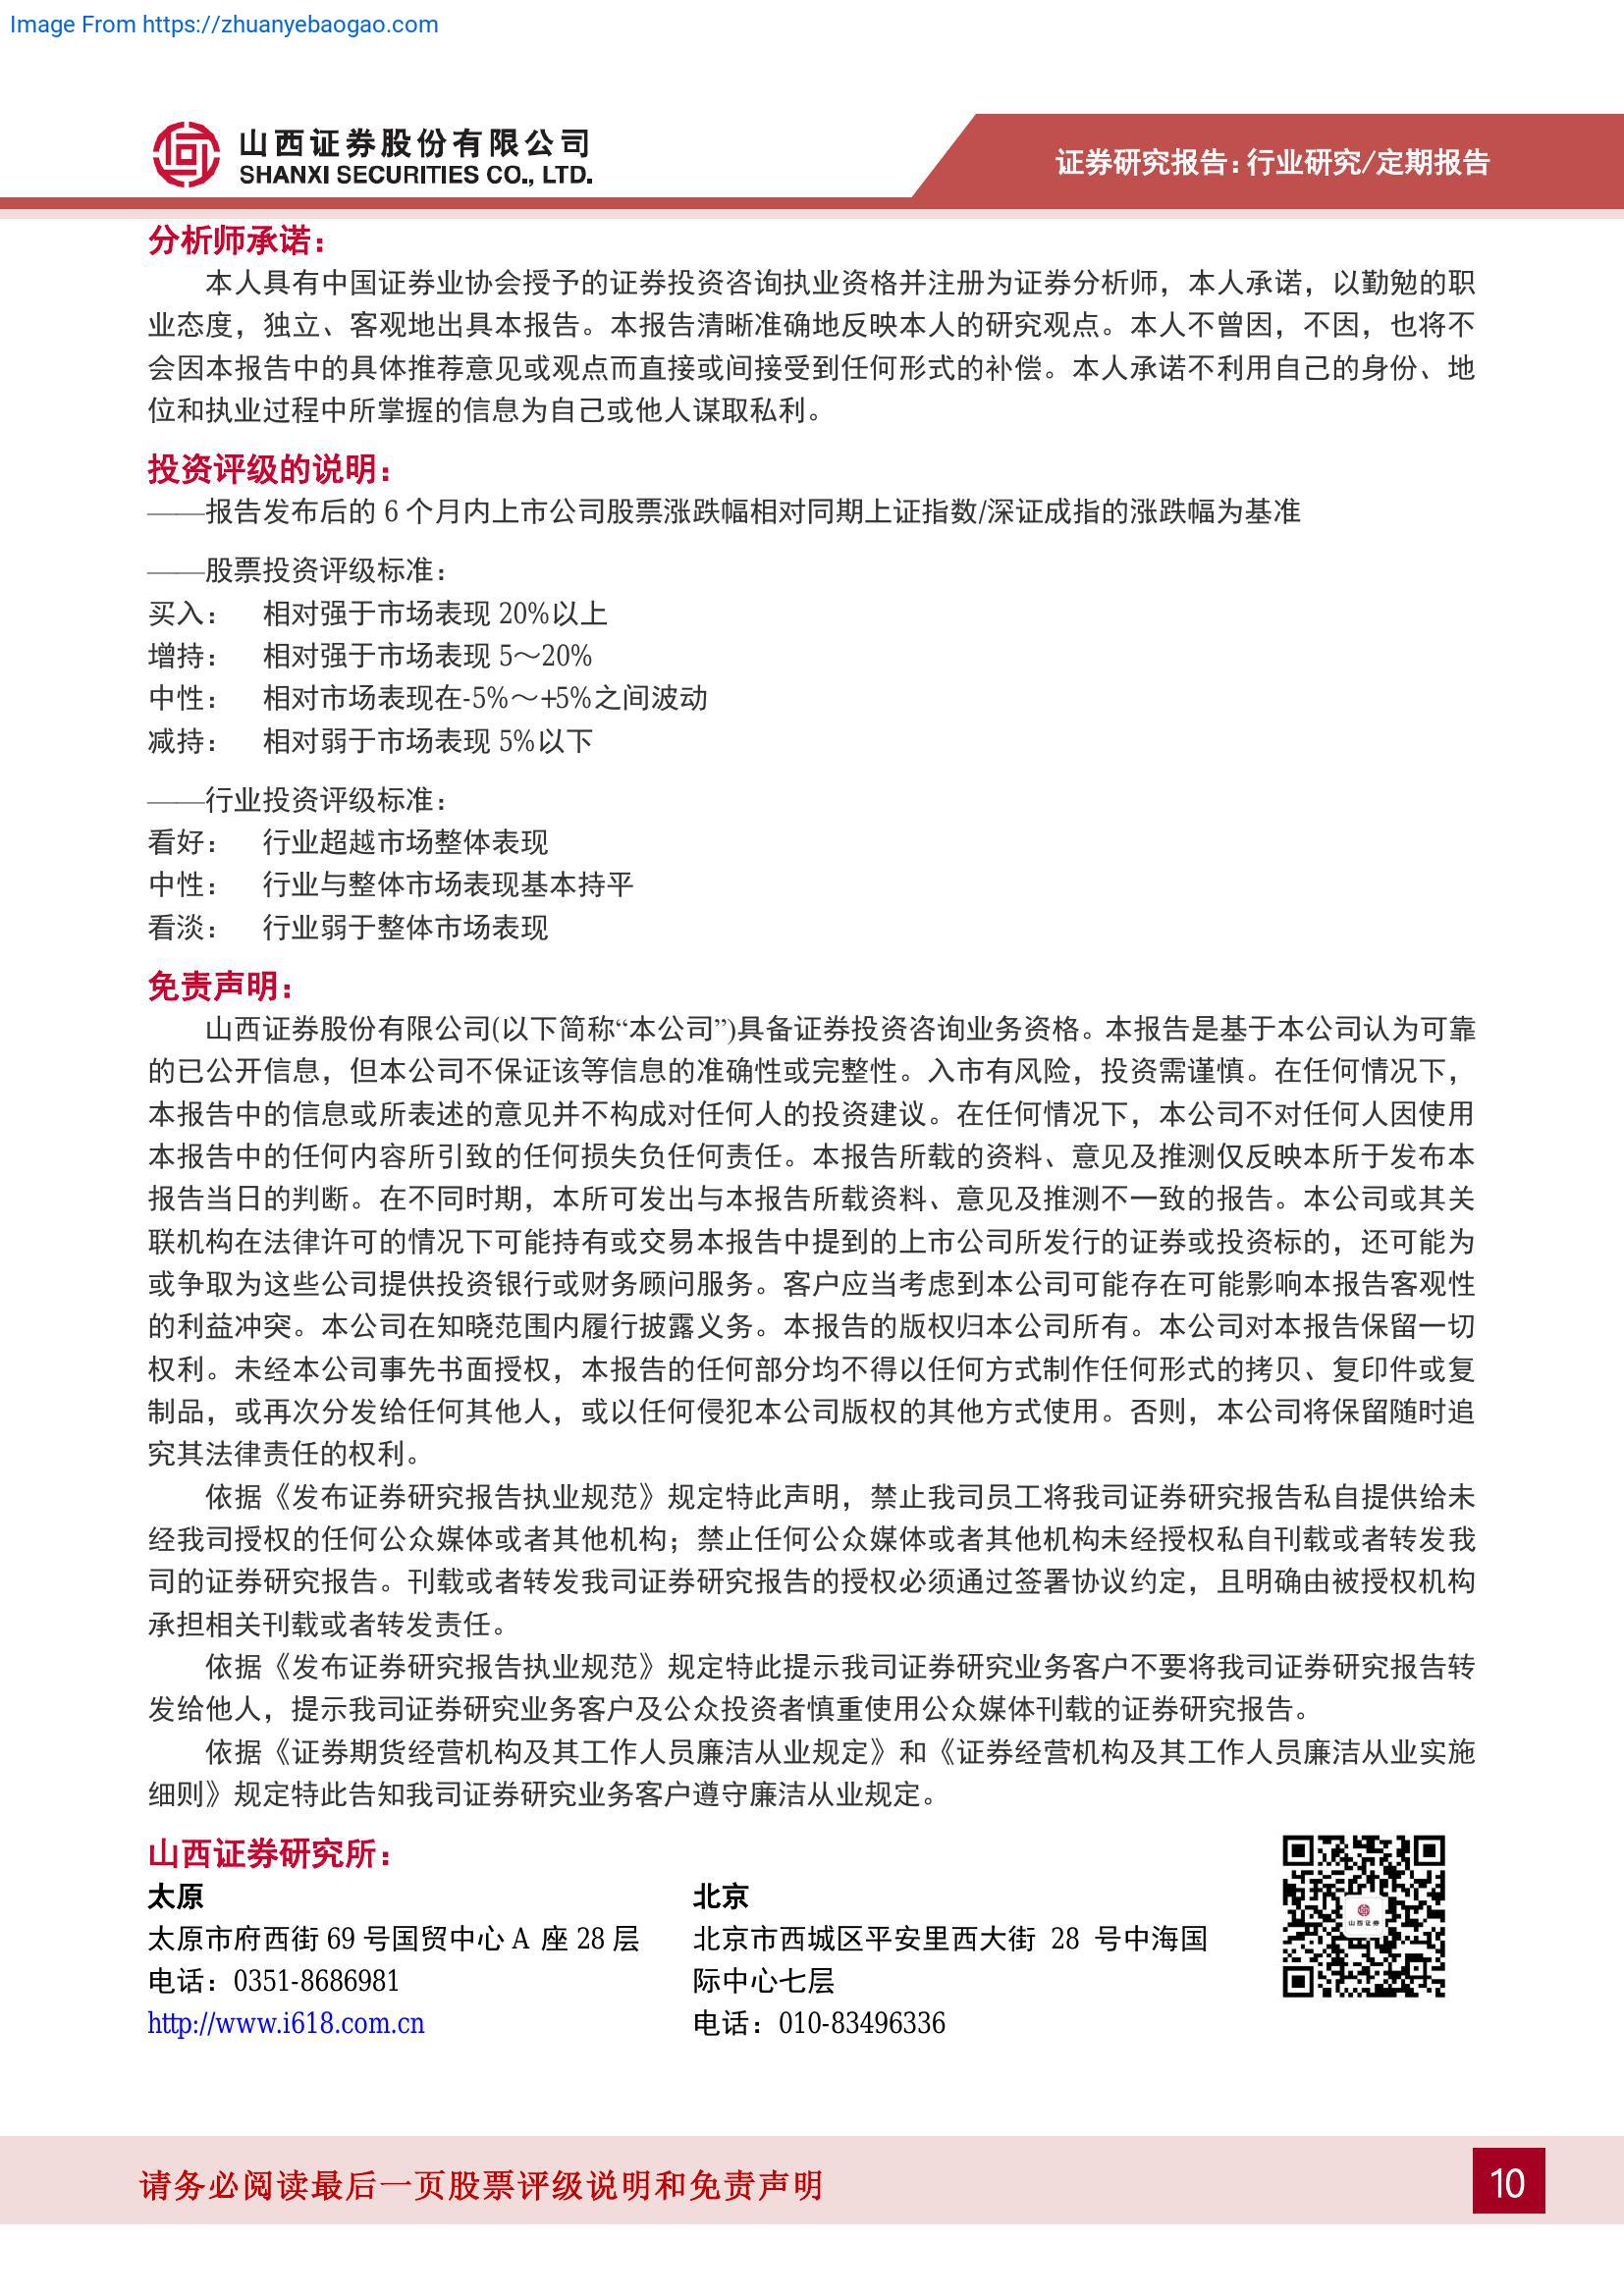 Image From https://zhuanyebaogao.com
山西证券股份有限公司
SHANXI SECURITIES CO., LTD.
证券研究报告：行业研究/定期报告
分析师承诺：
本人具有中国证券业协会授予的证券投资咨询执业资格并注册为证券分析师，本人承诺，以勤勉的职
业态度，独立、客观地出具本报告。本报告清晰准确地反映本人的研究观点。本人不曾因，不因，也将不
会因本报告中的具体推荐意见或观点而直接或间接受到任何形式的补偿。本人承诺不利用自己的身份、地
位和执业过程中所掌握的信息为自己或他人谋取私利。
投资评级的说明：
——报告发布后的 6 个月内上市公司股票涨跌幅相对同期上证指数/深证成指的涨跌幅为基准
——股票投资评级标准：
买入： 相对强于市场表现 20%以上
增持： 相对强于市场表现 5～20%
中性： 相对市场表现在-5%～+5%之间波动
减持： 相对弱于市场表现 5%以下
——行业投资评级标准：
看好： 行业超越市场整体表现
中性： 行业与整体市场表现基本持平
看淡： 行业弱于整体市场表现
免责声明：
山西证券股份有限公司(以下简称“本公司”)具备证券投资咨询业务资格。本报告是基于本公司认为可靠
的已公开信息，但本公司不保证该等信息的准确性或完整性。入市有风险，投资需谨慎。在任何情况下，
本报告中的信息或所表述的意见并不构成对任何人的投资建议。在任何情况下，本公司不对任何人因使用
本报告中的任何内容所引致的任何损失负任何责任。本报告所载的资料、意见及推测仅反映本所于发布本
报告当日的判断。在不同时期，本所可发出与本报告所载资料、意见及推测不一致的报告。本公司或其关
联机构在法律许可的情况下可能持有或交易本报告中提到的上市公司所发行的证券或投资标的，还可能为
或争取为这些公司提供投资银行或财务顾问服务。客户应当考虑到本公司可能存在可能影响本报告客观性
的利益冲突。本公司在知晓范围内履行披露义务。本报告的版权归本公司所有。本公司对本报告保留一切
权利。未经本公司事先书面授权，本报告的任何部分均不得以任何方式制作任何形式的拷贝、复印件或复
制品，或再次分发给任何其他人，或以任何侵犯本公司版权的其他方式使用。否则，本公司将保留随时追
究其法律责任的权利。
依据《发布证券研究报告执业规范》规定特此声明，禁止我司员工将我司证券研究报告私自提供给未
经我司授权的任何公众媒体或者其他机构；禁止任何公众媒体或者其他机构未经授权私自刊载或者转发我
司的证券研究报告。刊载或者转发我司证券研究报告的授权必须通过签署协议约定，且明确由被授权机构
承担相关刊载或者转发责任。
依据《发布证券研究报告执业规范》规定特此提示我司证券研究业务客户不要将我司证券研究报告转
发给他人，提示我司证券研究业务客户及公众投资者慎重使用公众媒体刊载的证券研究报告。
依据《证券期货经营机构及其工作人员廉洁从业规定》和《证券经营机构及其工作人员廉洁从业实施
细则》规定特此告知我司证券研究业务客户遵守廉洁从业规定。
山西证券研究所：
太原
太原市府西街 69 号国贸中心 A 座 28 层
电话：0351-8686981
http://www.i618.com.cn
北京
北京市西城区平安里西大街 28 号中海国
际中心七层
电话：010-83496336
山西证券
请务必阅读最后一页股票评级说明和免责声明
10